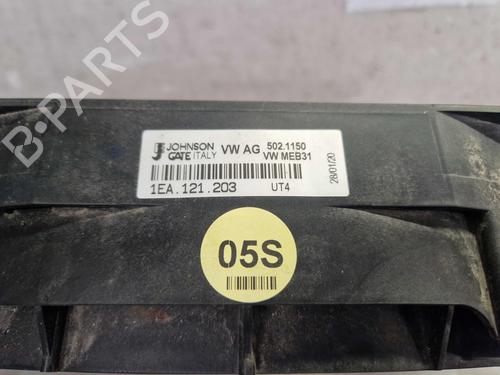 JOHNSON
GATE ITALY
VW AG
502.1150
VW MEB31
1EA.121.203
UT4
28/01/20
05S
B-PARTS